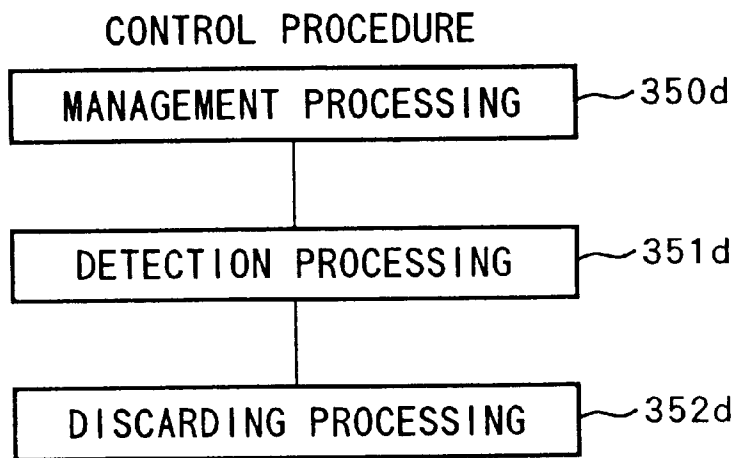 CONTROL PROCEDURE
MANAGEMENT PROCESSING 350d
DETECTION PROCESSING 351d
DISCARDING PROCESSING 352d